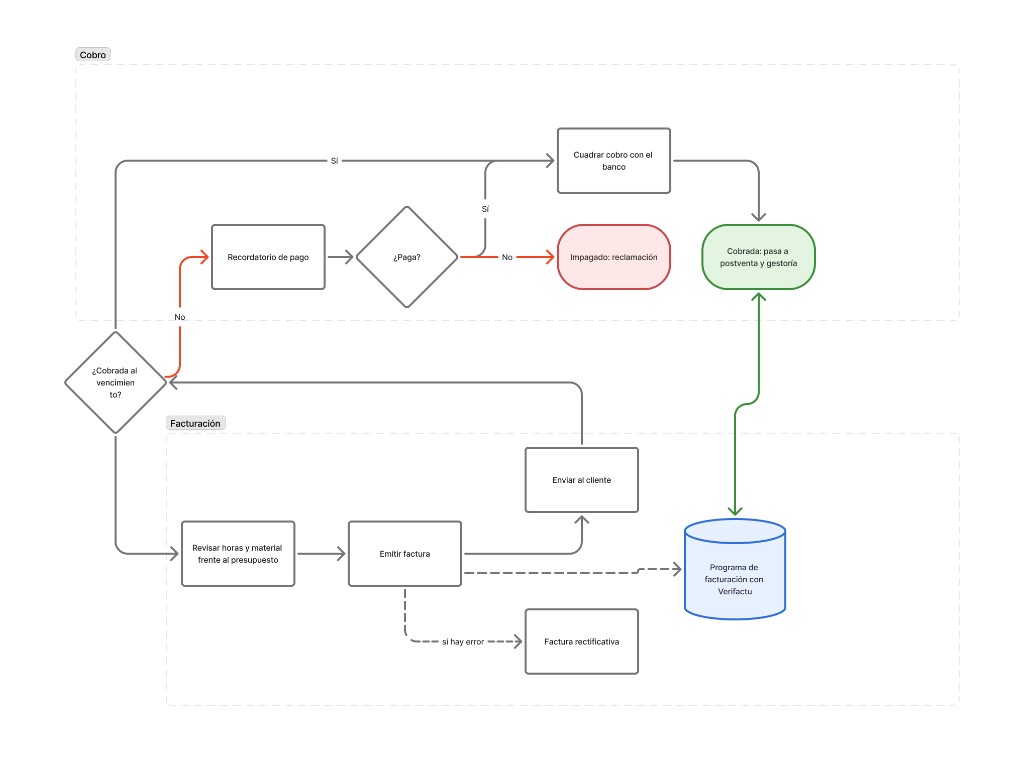 Cobro
Cuadrar cobro con el
banco
Sí
Sí
Recordatorio de pago
¿Paga?
No
Impagado: reclamación
Cobrada: pasa a
postventa y gestoría
No
¿Cobrada al
vencimien
to?
Facturación
Enviar al cliente
Revisar horas y material
frente al presupuesto
Emitir factura
Programa de
facturación con
Verifactu
si hay error
Factura rectificativa